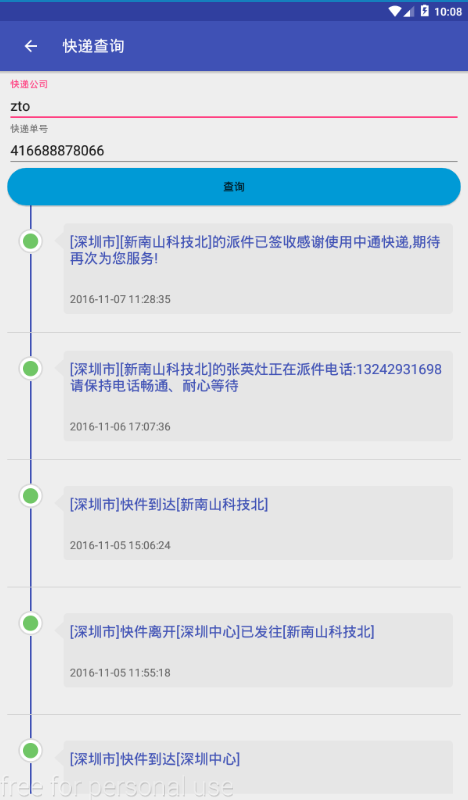 10:08
快递查询
快递公司
zto
快递单号
416688878066
查询
[深圳市][新南山科技北]的派件已签收感谢使用中通快递,期待
再次为您服务!
2016-11-07 11:28:35
[深圳市][新南山科技北]的张英灶正在派件电话:13242931698
请保持电话畅通、耐心等待
2016-11-06 17:07:36
[深圳市]快件到达[新南山科技北]
2016-11-05 15:06:24
[深圳市]快件离开[深圳中心]已发往[新南山科技北]
2016-11-05 11:55:18
[深圳市]快件到达[深圳中心]
free for personal use